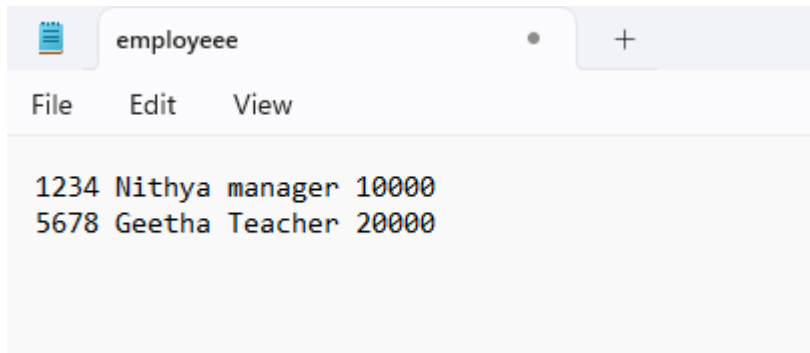 employeee
File Edit View
1234 Nithya manager 10000
5678 Geetha Teacher 20000